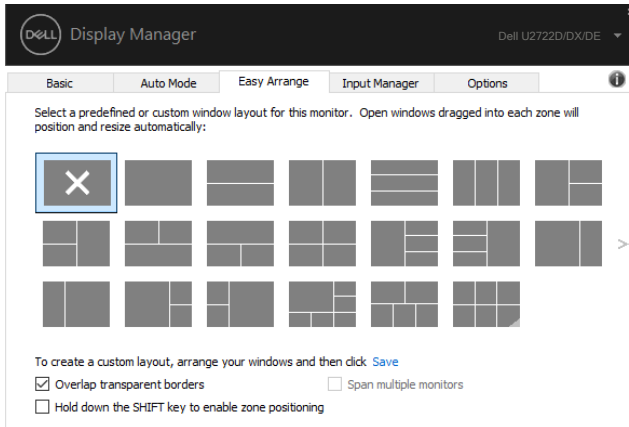 DELL Display Manager
Dell U2722D/DX/DE
Basic Auto Mode Easy Arrange Input Manager Options
Select a predefined or custom window layout for this monitor. Open windows dragged into each zone will
position and resize automatically:
To create a custom layout, arrange your windows and then click Save
Overlap transparent borders
Span multiple monitors
Hold down the SHIFT key to enable zone positioning